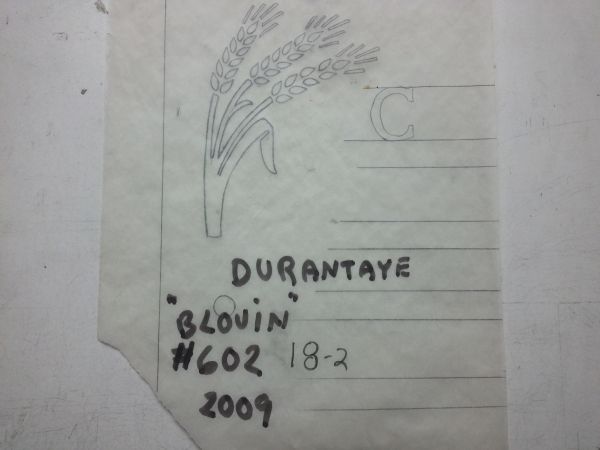 C
DURANTAYE
"BLOUIN"
#602 18-2
2009